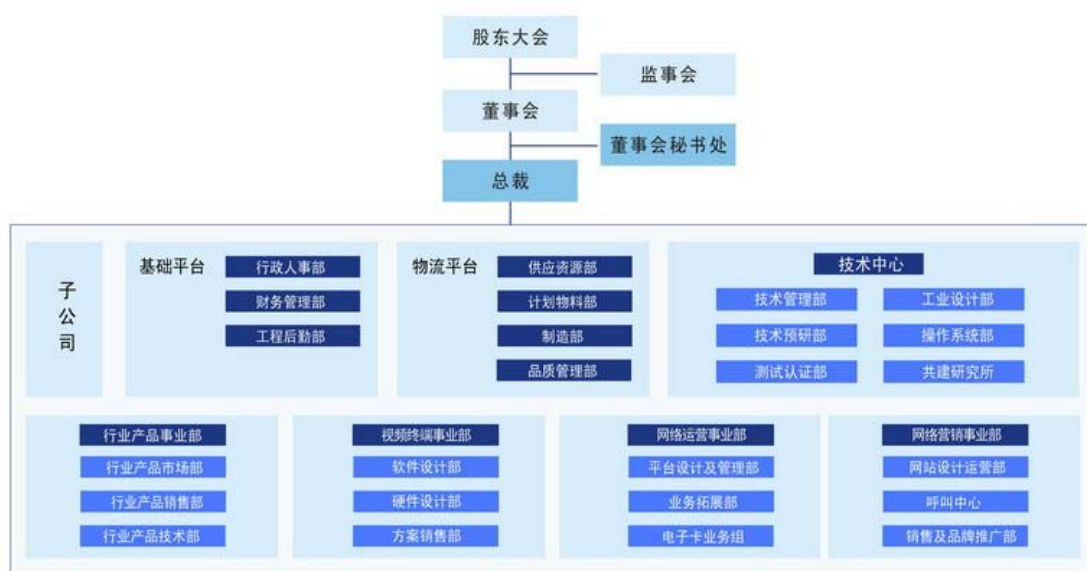 股东大会
监事会
董事会
董事会秘书处
总裁
子公司
基础平台
行政人事部
财务管理部
工程后勤部
物流平台
供应资源部
计划物料部
制造部
品质管理部
技术中心
技术管理部
工业设计部
技术预研部
操作系统部
测试认证部
共建研究所
行业产品事业部
行业产品市场部
行业产品销售部
行业产品技术部
视频终端事业部
软件设计部
硬件设计部
方案销售部
网络运营事业部
平台设计及管理部
业务拓展部
电子卡业务组
网络营销事业部
网站设计运营部
呼叫中心
销售及品牌推广部